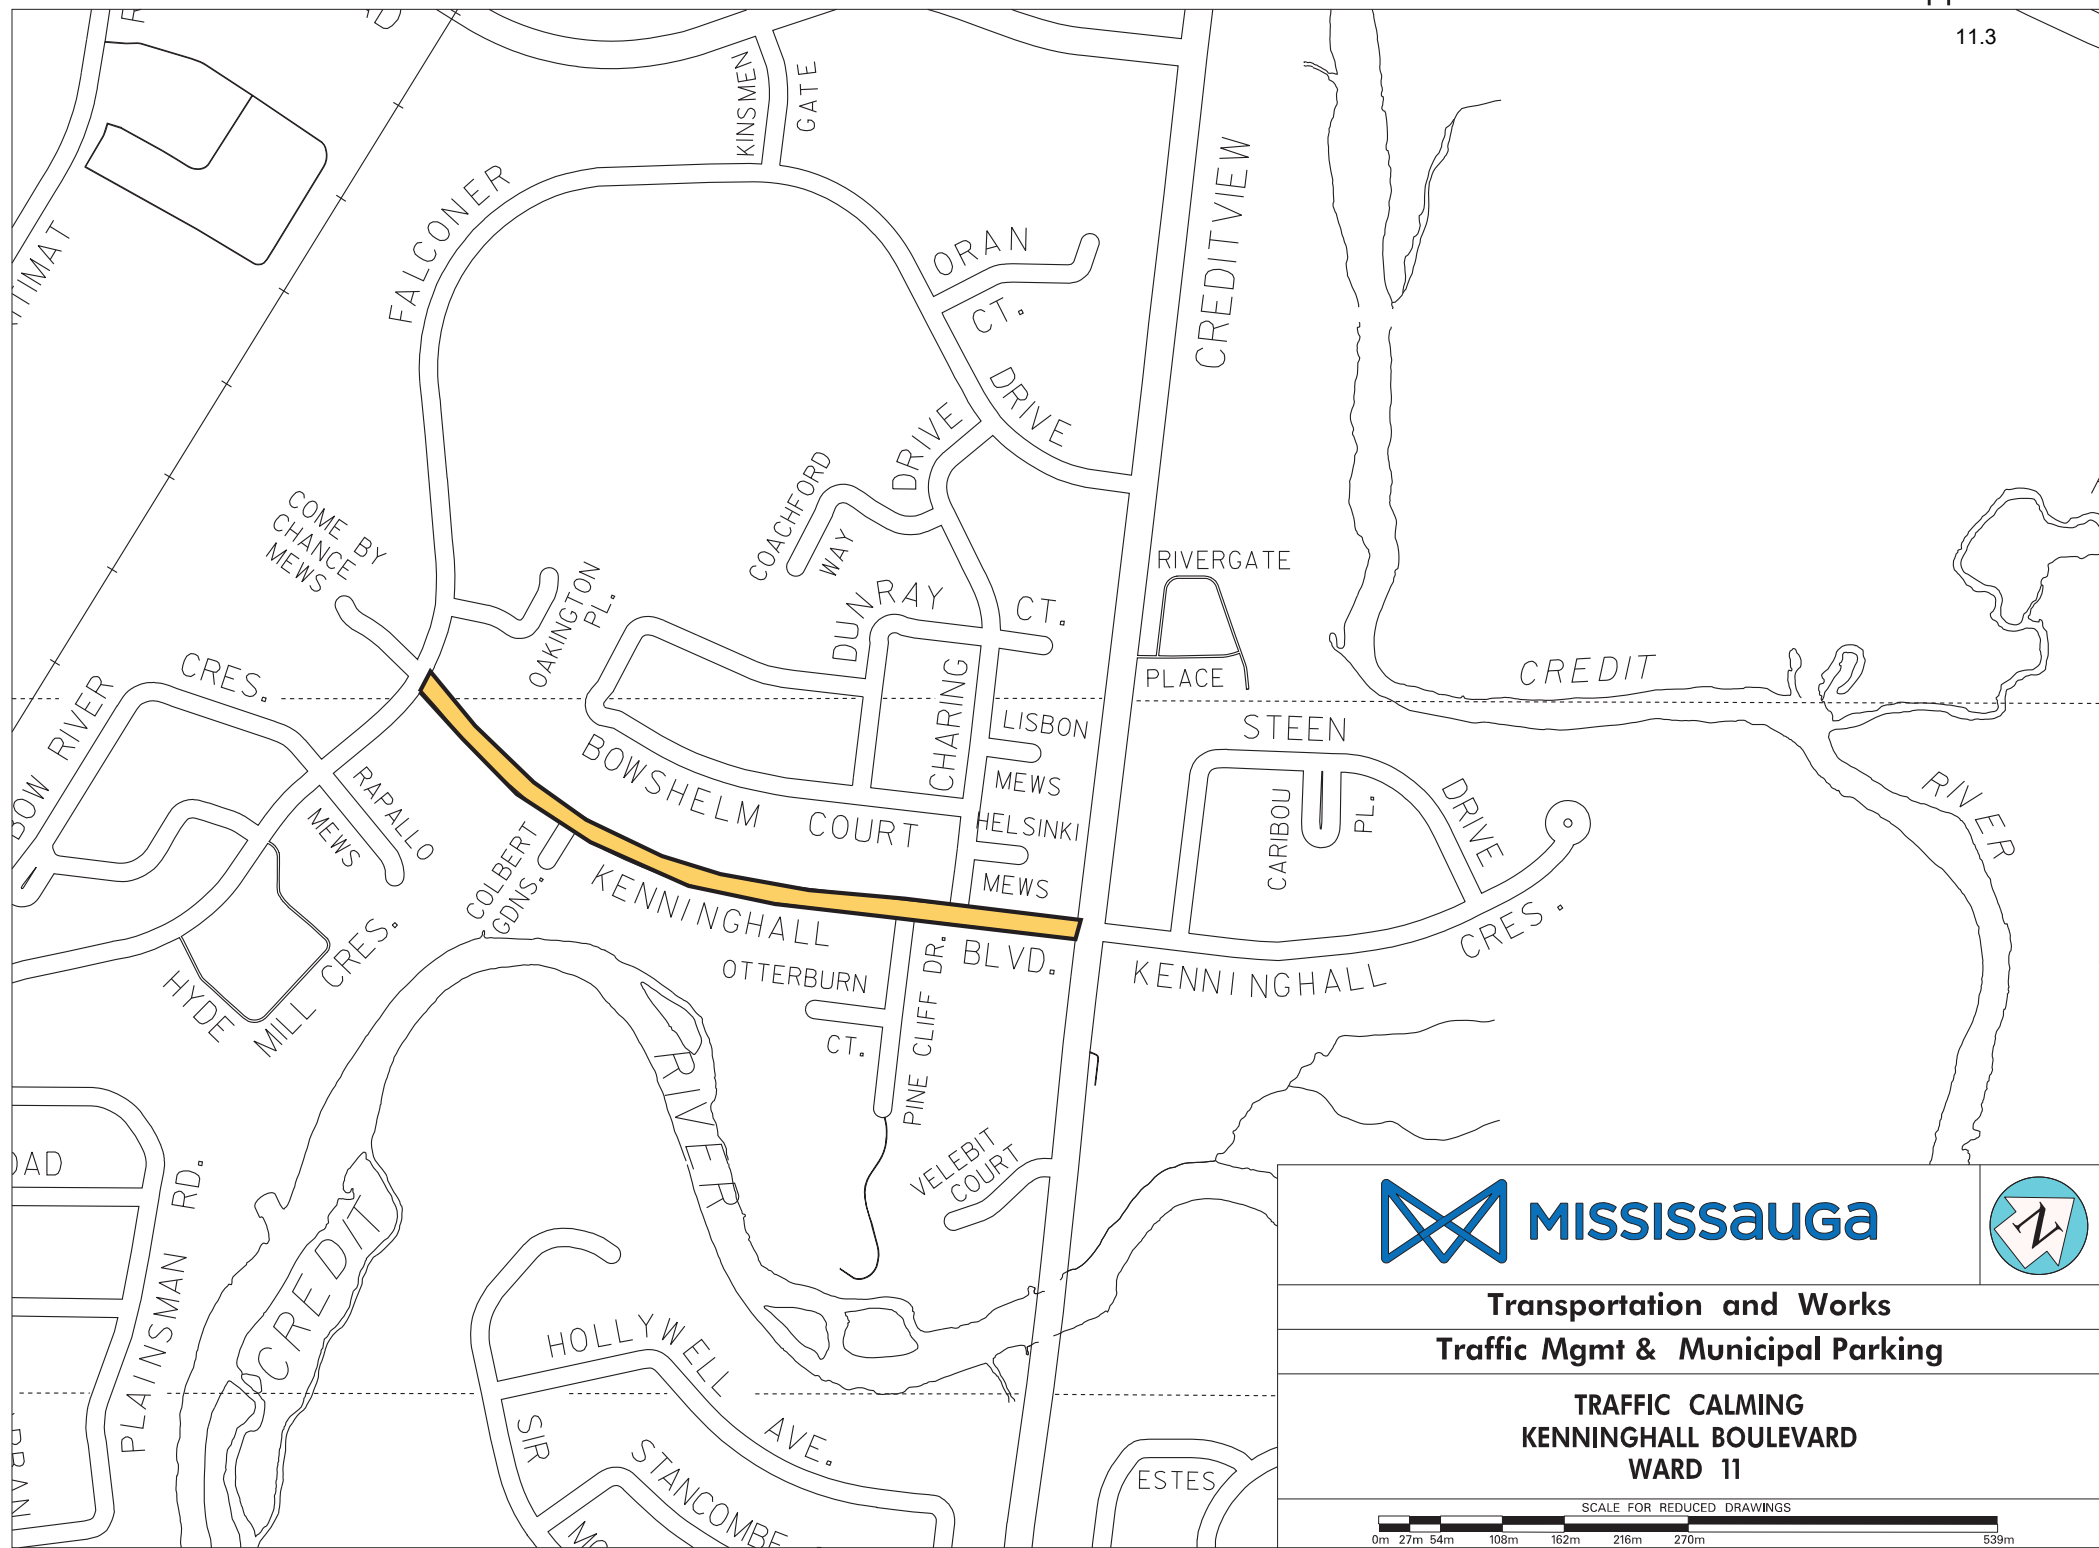 11.3
KINSMEN
GATE
FALCONER
ORAN
CT.
DRIVE
CREDITVIEW
COACHFORD
WAY
DRIVE
COME BY
CHANCE
MEWS
OAKINGTON
PL.
DUNRAY
CT.
RIVERGATE
PLACE
CREDIT
RIVER
CRES.
BOW RIVER
RAPALLO
MEWS
BOWSHELM COURT
CHARING
LISBON
MEWS
HELSINKI
MEWS
STEEN
DRIVE
CARIBOU
PL.
COLBERT
GDNS.
KENNINGHALL
BLVD.
KENNINGHALL
CRES.
HYDE
MILL CRES.
OTTERBURN
CT.
PINE CLIFF DR.
RIVER
VELEBIT
COURT
PLAINSMAN RD.
CREDIT
HOLLYWELL
AVE.
SIR
STANCOMBE
ESTES
MISSISSauGa
N
Transportation and Works
Traffic Mgmt & Municipal Parking
TRAFFIC CALMING
KENNINGHALL BOULEVARD
WARD 11
SCALE FOR REDUCED DRAWINGS
0m 27m 54m 108m 162m 216m 270m 539m